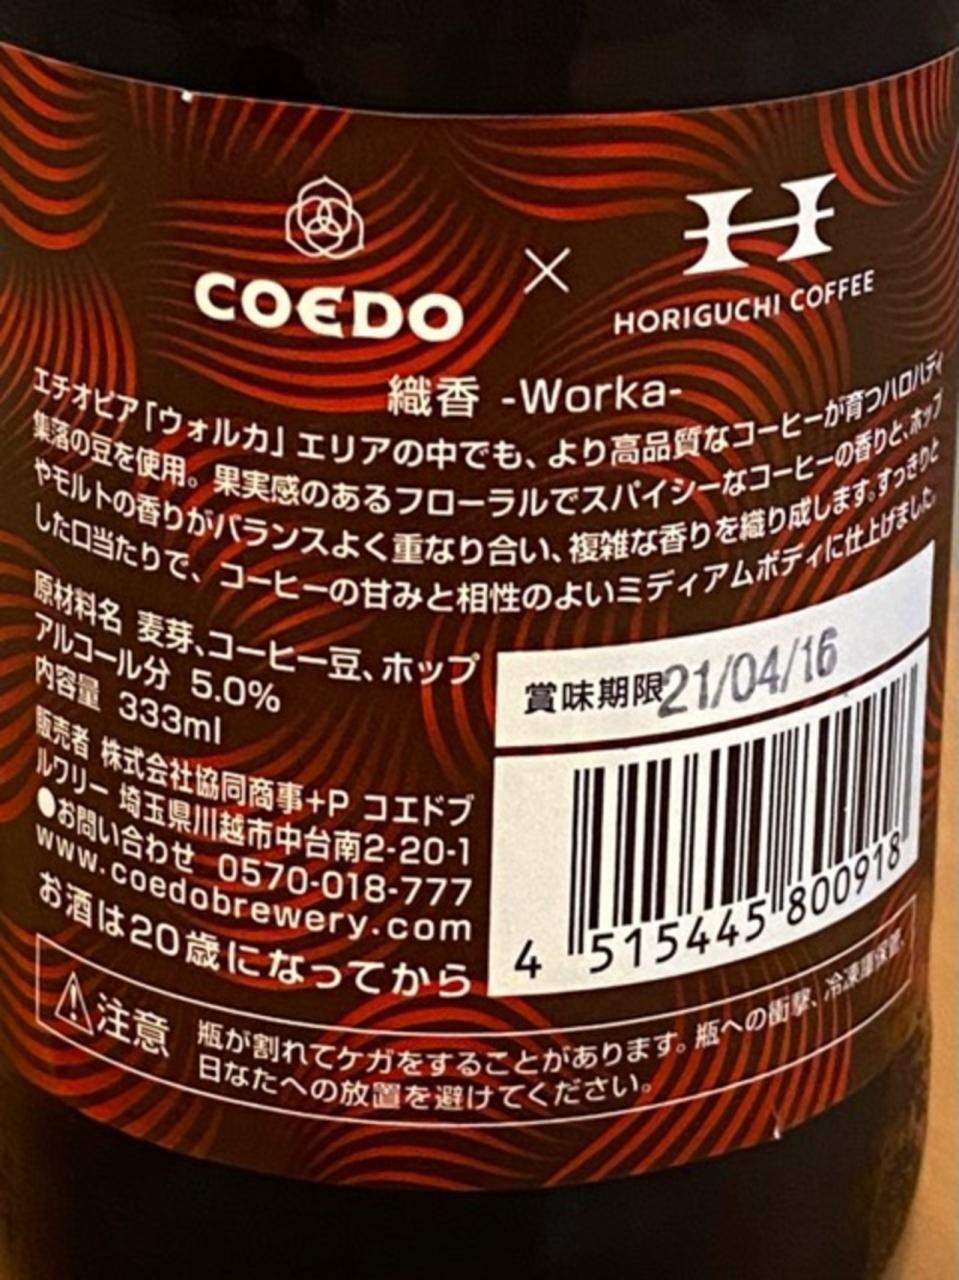 COEDO
×
H
HORIGUCHI COFFEE
織香 -Worka-
エチオピア「ウォルカ」エリアの中でも、より高品質なコーヒーが育つハロハディ
集落の豆を使用。果実感のあるフローラルでスパイシーなコーヒーの香りと、ホップ
やモルトの香りがバランスよく重なり合い、複雑な香りを織り成します。すっきりと
した口当たりで、コーヒーの甘みと相性のよいミディアムボディに仕上げました。
原材料名 麦芽、コーヒー豆、ホップ
アルコール分 5.0%
内容量 333ml
販売者 株式会社協同商事+P コエドブ
ルワリー 埼玉県川越市中台南2-20-1
●お問い合わせ 0570-018-777
www.coedobrewery.com
お酒は20歳になってから
賞味期限21/04/16
4 515445 800918
注意
瓶が割れてケガをすることがあります。瓶への衝撃、冷凍庫保管、
日なたへの放置を避けてください。